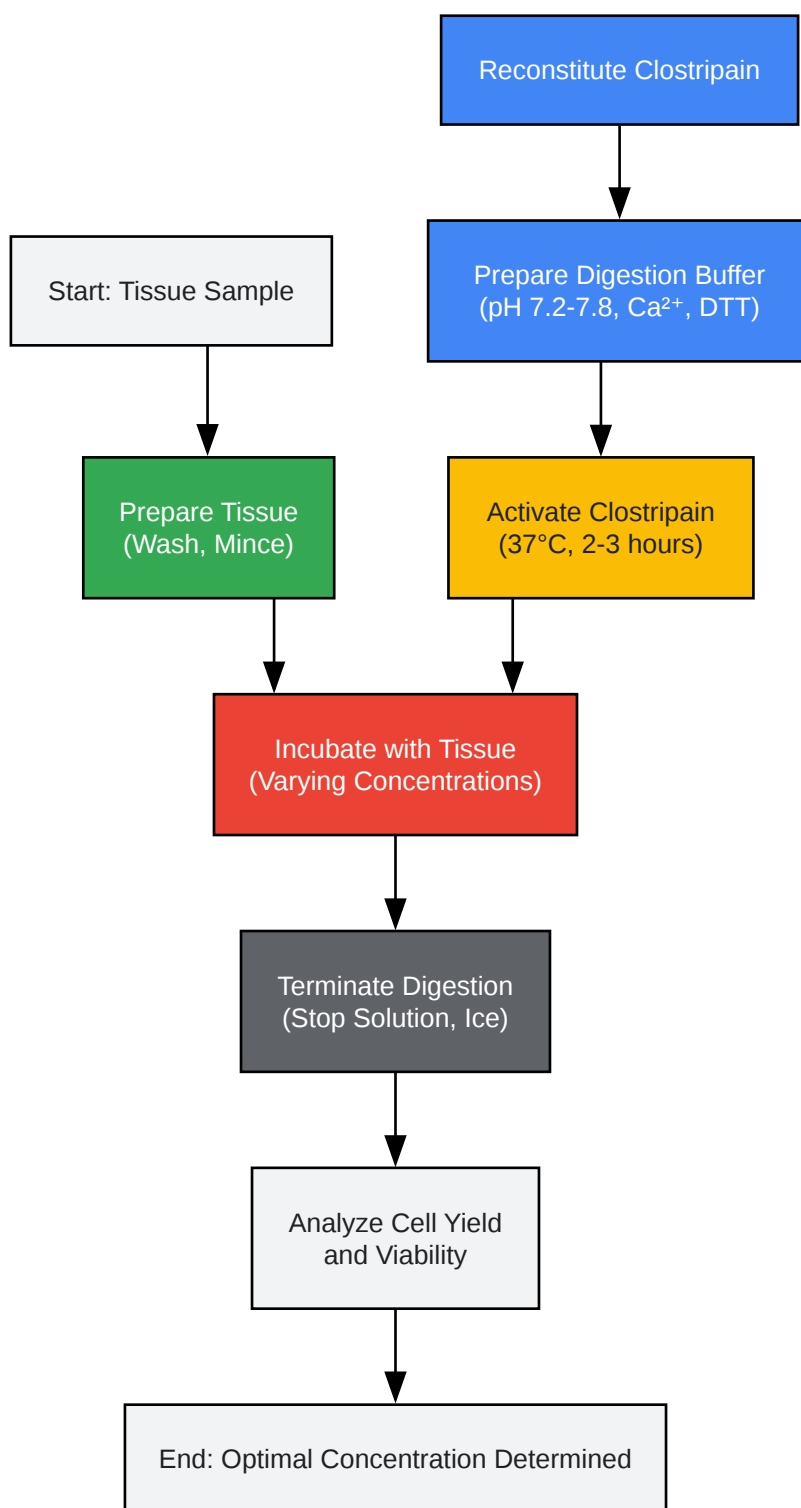 Reconstitute Clostripain
Start: Tissue Sample
Prepare Digestion Buffer
(pH 7.2-7.8, Ca²⁺, DTT)
Prepare Tissue
(Wash, Mince)
Activate Clostripain
(37°C, 2-3 hours)
Incubate with Tissue
(Varying Concentrations)
Terminate Digestion
(Stop Solution, Ice)
Analyze Cell Yield
and Viability
End: Optimal Concentration Determined